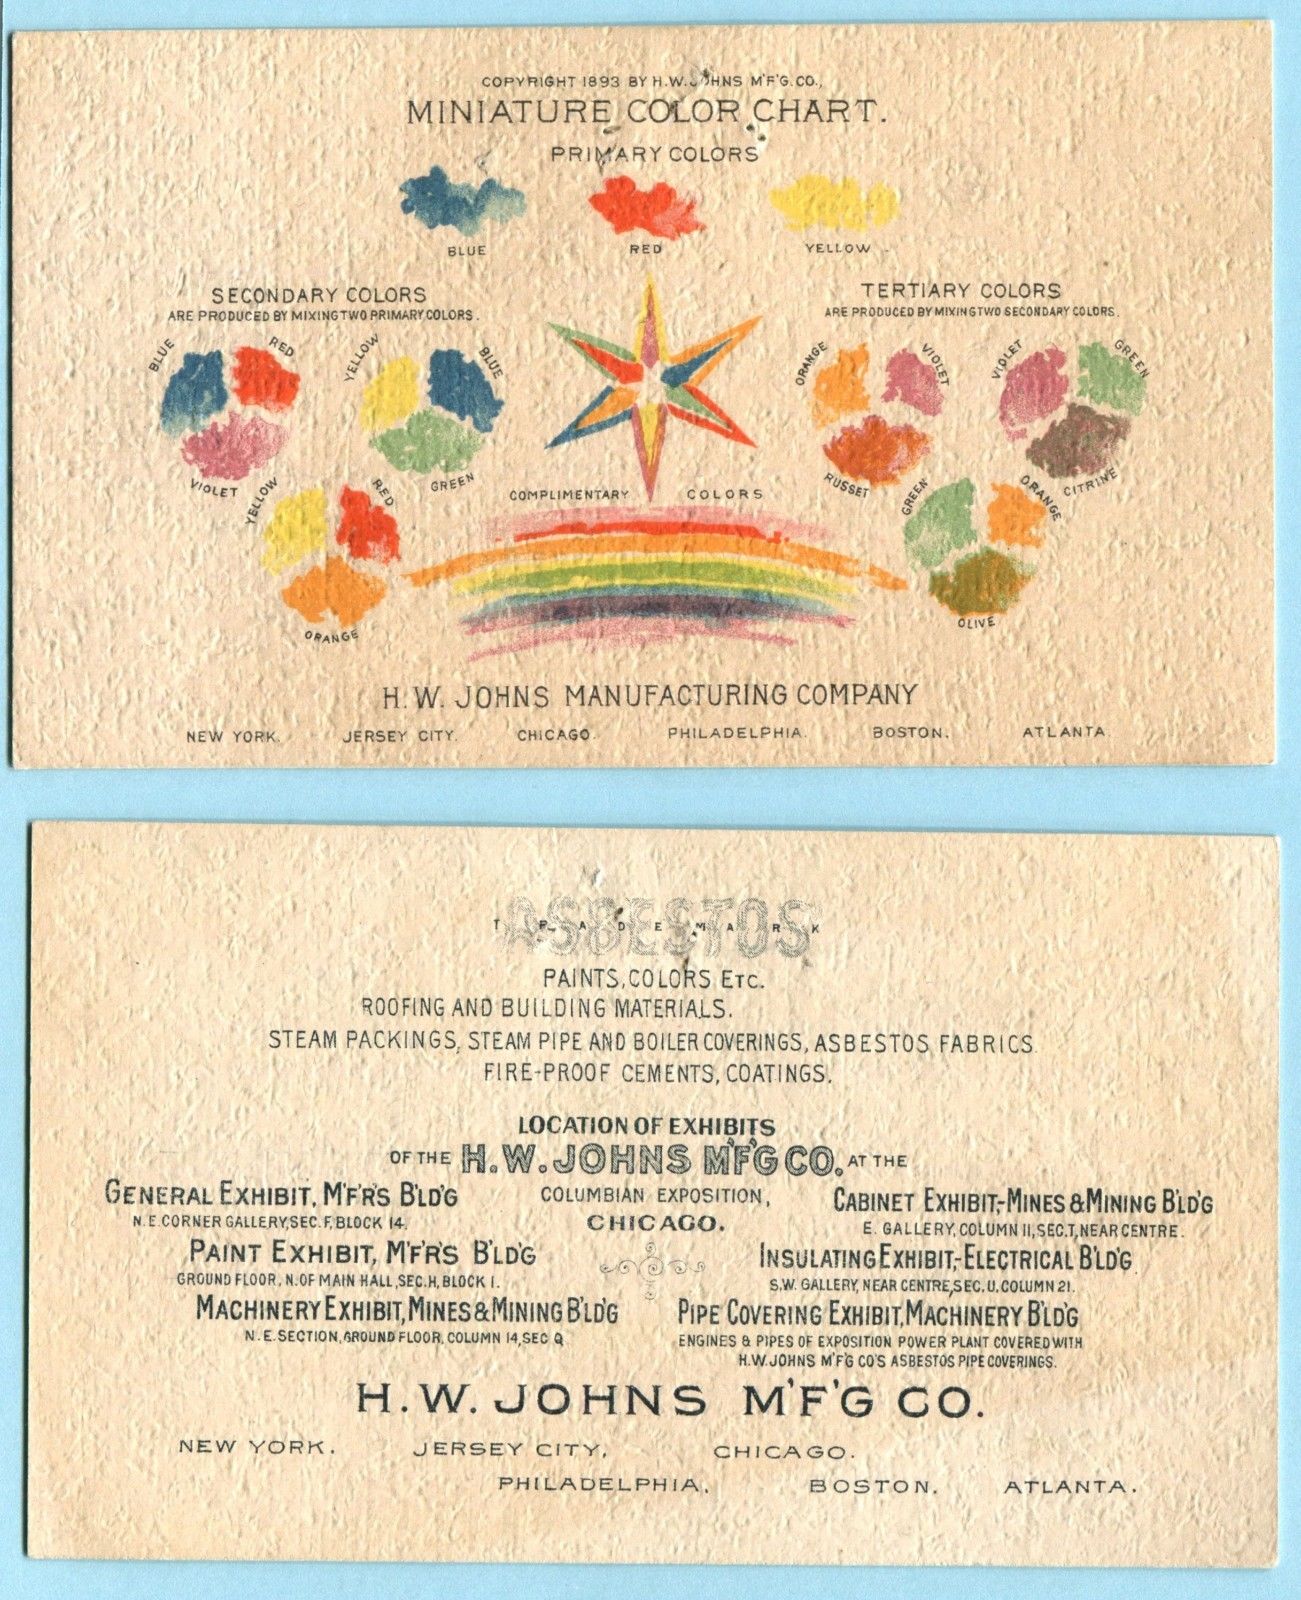 COPYRIGHT 1893 BY H.W. JOHNS M'F'G. CO.,
MINIATURE COLOR CHART.
PRIMARY COLORS
BLUE RED YELLOW
SECONDARY COLORS
ARE PRODUCED BY MIXING TWO PRIMARY COLORS.
TERTIARY COLORS
ARE PRODUCED BY MIXING TWO SECONDARY COLORS.
BLUE RED VIOLET
YELLOW BLUE GREEN
YELLOW RED ORANGE
COMPLIMENTARY COLORS
ORANGE VIOLET RUSSET
VIOLET GREEN CITRINE
GREEN ORANGE OLIVE
H. W. JOHNS MANUFACTURING COMPANY
NEW YORK. JERSEY CITY. CHICAGO. PHILADELPHIA. BOSTON. ATLANTA.
ASBESTOS
TRADE MARK
PAINTS, COLORS ETC.
ROOFING AND BUILDING MATERIALS.
STEAM PACKINGS, STEAM PIPE AND BOILER COVERINGS, ASBESTOS FABRICS.
FIRE-PROOF CEMENTS, COATINGS.
LOCATION OF EXHIBITS
OF THE H.W. JOHNS M'F'G CO. AT THE
COLUMBIAN EXPOSITION,
CHICAGO.
GENERAL EXHIBIT, M'F'R'S B'LD'G
N.E. CORNER GALLERY, SEC. F, BLOCK 14.
PAINT EXHIBIT, M'F'R'S B'LD'G
GROUND FLOOR, N. OF MAIN HALL, SEC. H, BLOCK 1.
MACHINERY EXHIBIT, MINES & MINING B'LD'G
N.E. SECTION, GROUND FLOOR, COLUMN 14, SEC Q
CABINET EXHIBIT,-MINES & MINING B'LD'G
E. GALLERY, COLUMN 11, SEC. T, NEAR CENTRE.
INSULATING EXHIBIT,-ELECTRICAL B'LD'G
S.W. GALLERY, NEAR CENTRE, SEC. U. COLUMN 21.
PIPE COVERING EXHIBIT, MACHINERY B'LD'G
ENGINES & PIPES OF EXPOSITION POWER PLANT COVERED WITH
H.W. JOHNS M'F'G CO'S ASBESTOS PIPE COVERINGS.
H.W. JOHNS M'F'G CO.
NEW YORK. JERSEY CITY, CHICAGO.
PHILADELPHIA, BOSTON. ATLANTA.